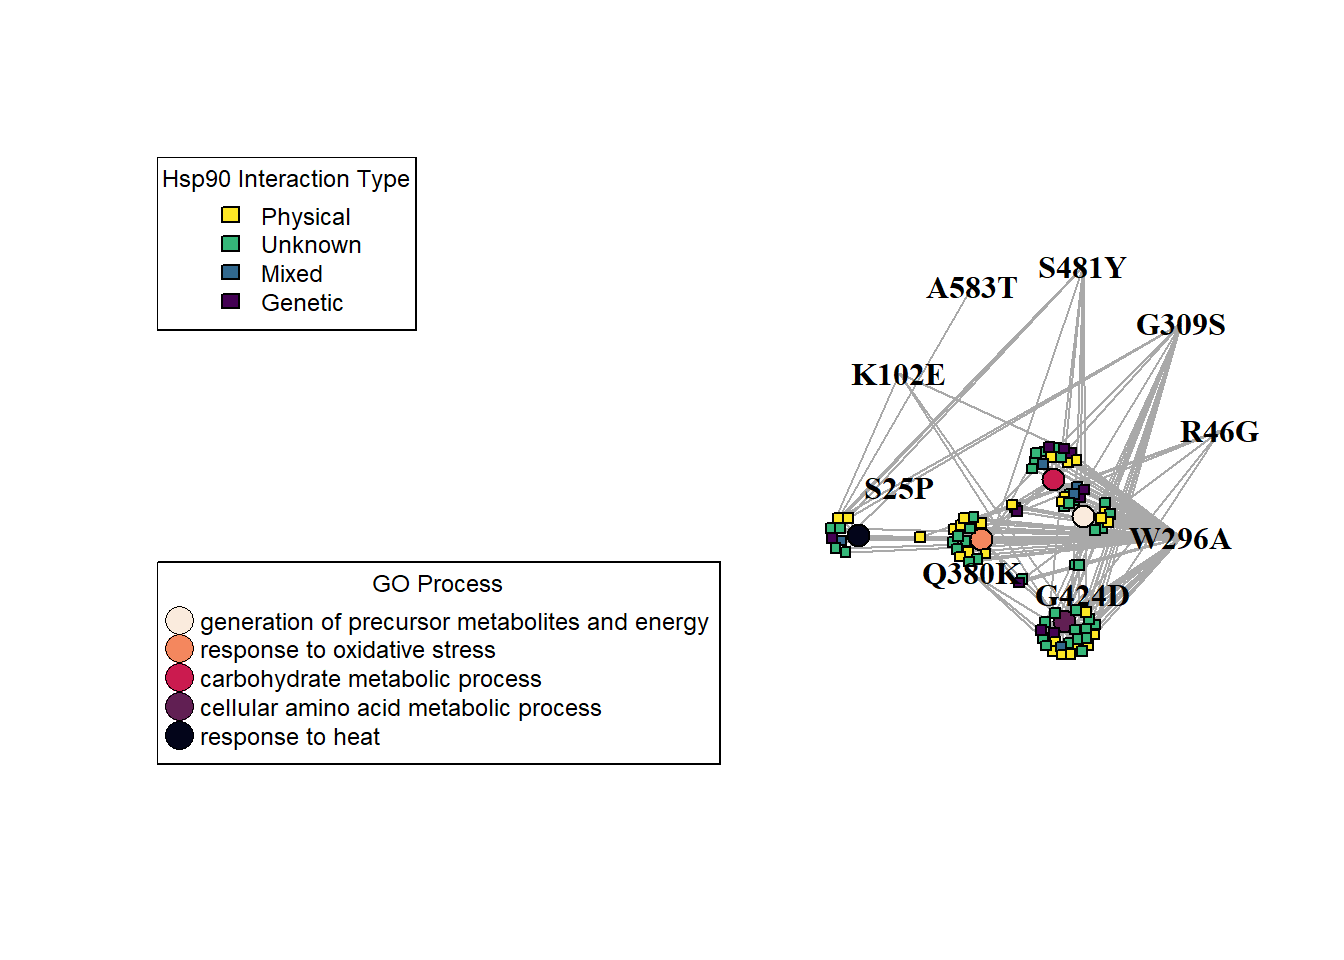 Hsp90 Interaction Type
Physical
Unknown
Mixed
Genetic
S481Y
A583T
G309S
K102E
R46G
S25P
W296A
Q380K
G424D
GO Process
generation of precursor metabolites and energy
response to oxidative stress
carbohydrate metabolic process
cellular amino acid metabolic process
response to heat